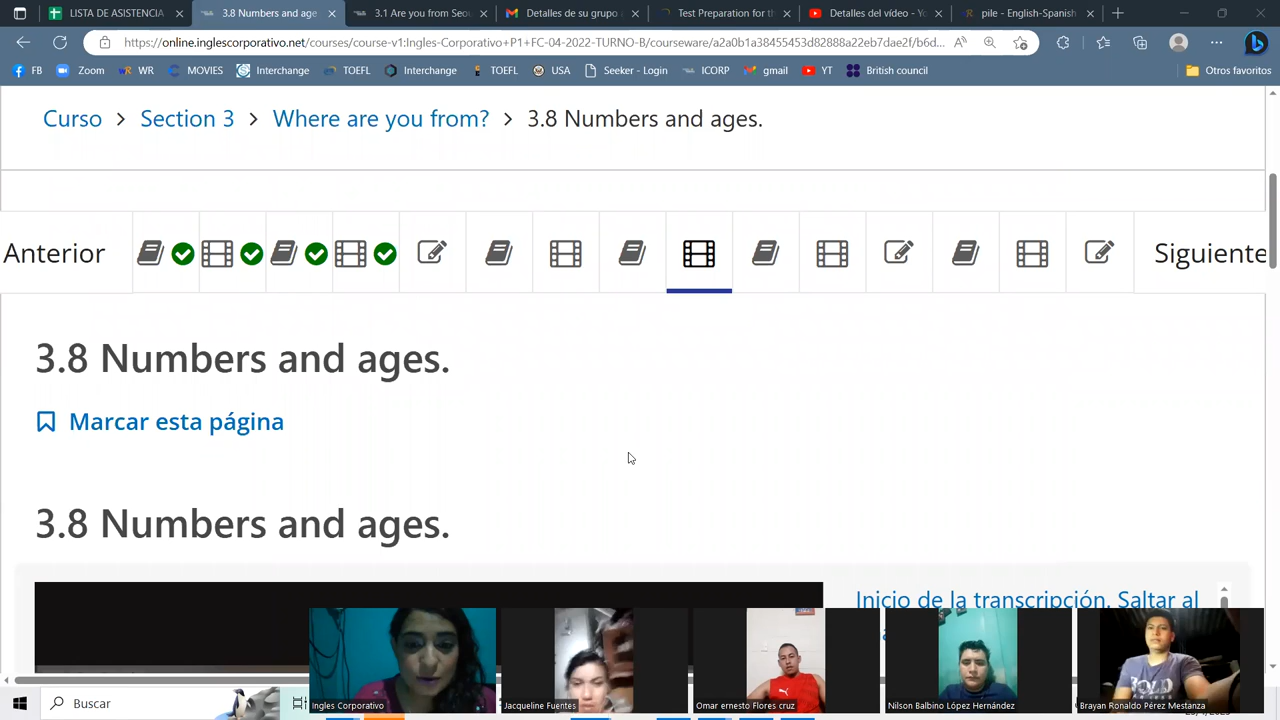 LISTA DE ASISTENCIA
3.8 Numbers and age
3.1 Are you from Seou
Detalles de su grupo
Test Preparation for th
Detalles del vídeo - Yo
pile - English-Spanish
https://online.inglescorporativo.net/courses/course-v1:Ingles-Corporativo+P1+FC-04-2022-TURNO-B/courseware/a2a0b1a38455453d82888a22eb7dae2f/b6d...
FB
Zoom
WR
MOVIES
Interchange
TOEFL
Interchange
TOEFL
USA
Seeker - Login
ICORP
gmail
YT
British council
Otros favoritos
Curso > Section 3 > Where are you from? > 3.8 Numbers and ages.
Anterior
Siguiente
3.8 Numbers and ages.
Marcar esta página
3.8 Numbers and ages.
Inicio de la transcripción. Saltar al
Buscar
Ingles Corporativo
Jacqueline Fuentes
Omar ernesto Flores cruz
Nilson Balbino López Hernández
Brayan Ronaldo Pérez Mestanza